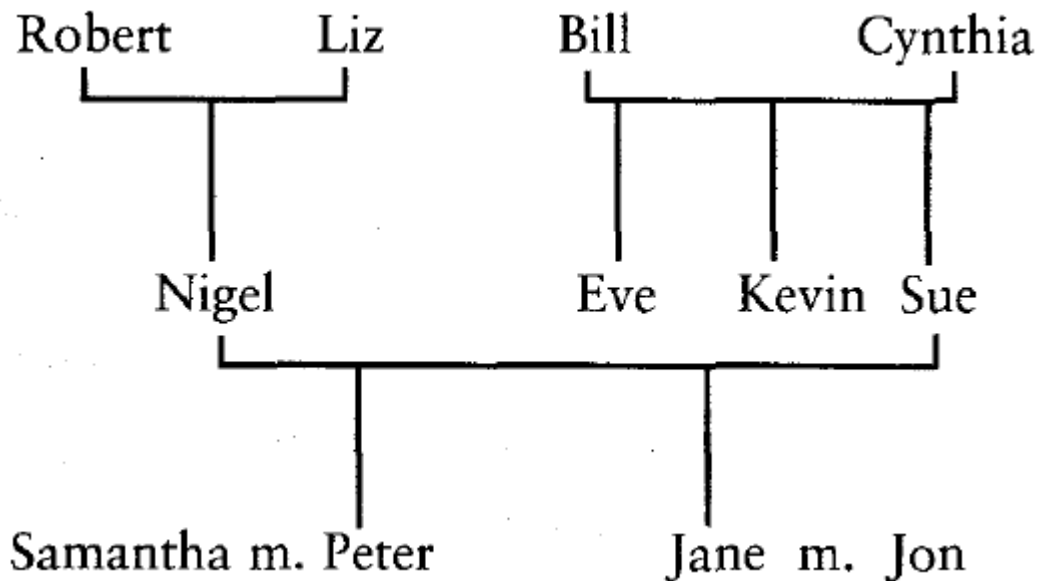 Robert Liz Bill Cynthia
Nigel Eve Kevin Sue
Samantha m. Peter Jane m. Jon